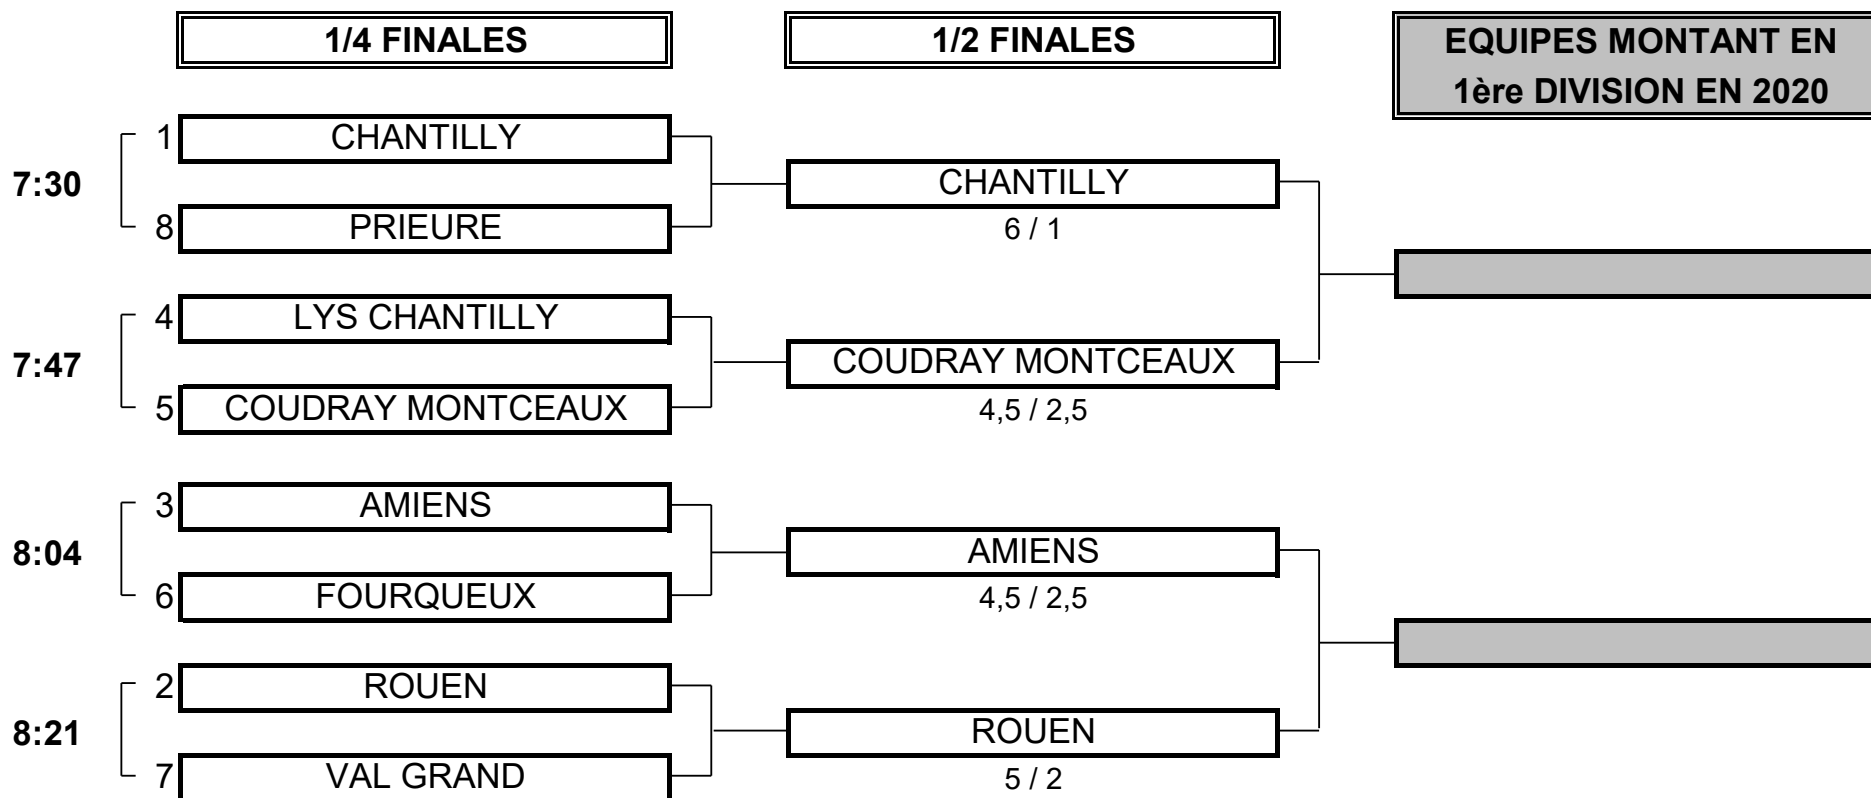 1/4 FINALES
1/2 FINALES
EQUIPES MONTANT EN
1ère DIVISION EN 2020
1 CHANTILLY
7:30
CHANTILLY
8 PRIEURE
6 / 1
4 LYS CHANTILLY
7:47
COUDRAY MONTCEAUX
5 COUDRAY MONTCEAUX
4,5 / 2,5
3 AMIENS
8:04
AMIENS
6 FOURQUEUX
4,5 / 2,5
2 ROUEN
8:21
ROUEN
7 VAL GRAND
5 / 2